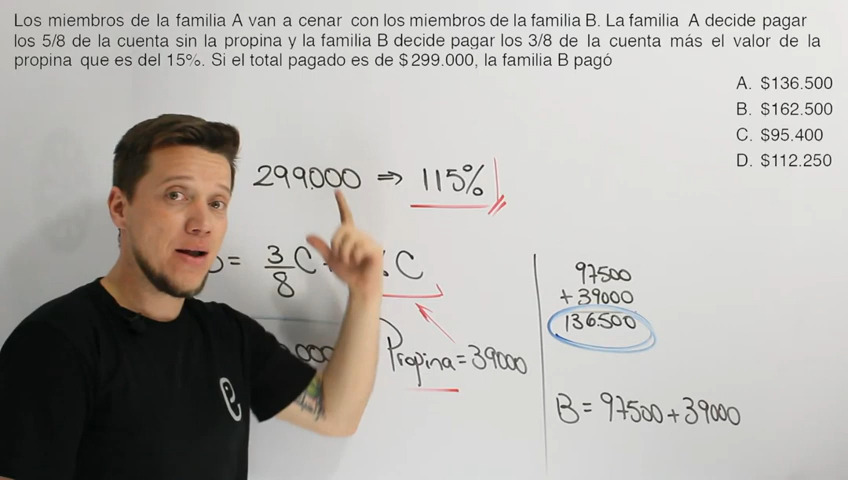 Los miembros de la familia A van a cenar con los miembros de la familia B. La familia A decide pagar
los 5/8 de la cuenta sin la propina y la familia B decide pagar los 3/8 de la cuenta más el valor de la
propina que es del 15%. Si el total pagado es de $299.000, la familia B pagó
A. $136.500
B. $162.500
C. $95.400
D. $112.250
299000 ⇒ 115%
= 3/8 C % C
Propina = 39000
97500
+ 39000
136.500
B = 97500 + 39000